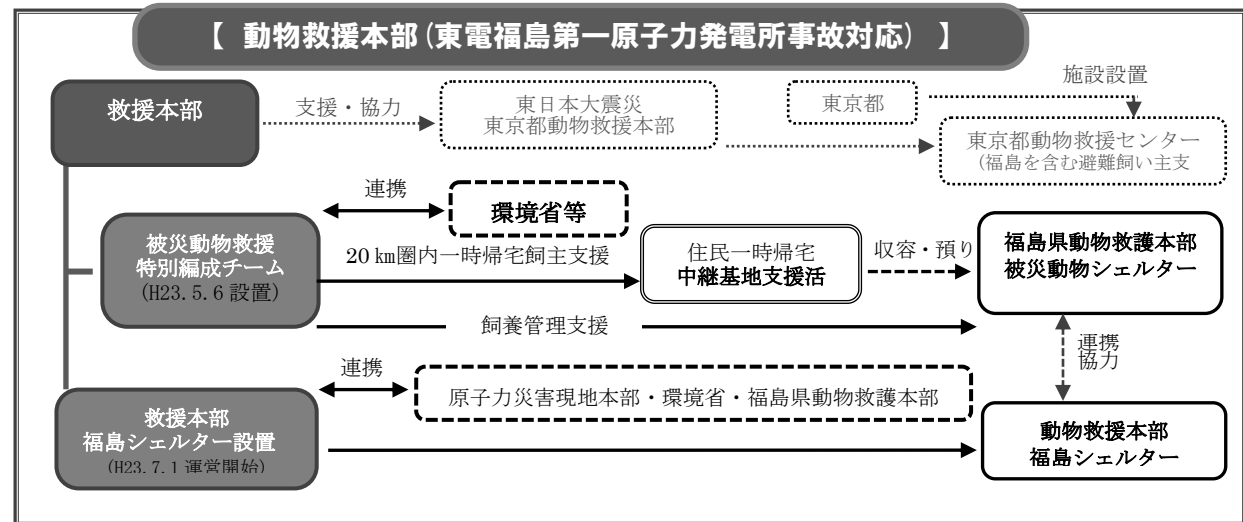 【 動物救援本部(東電福島第一原子力発電所事故対応) 】
施設設置
救援本部
支援・協力
東日本大震災
東京都動物救援本部
東京都
東京都動物救援センター
(福島を含む避難飼い主支
連携
環境省等
被災動物救援
特別編成チーム
(H23.5.6 設置)
20㎞圏内一時帰宅飼主支援
住民一時帰宅
中継基地支援活
収容・預り
福島県動物救護本部
被災動物シェルター
飼養管理支援
連携
協力
連携
原子力災害現地本部・環境省・福島県動物救護本部
救援本部
福島シェルター設置
(H23.7.1 運営開始)
動物救援本部
福島シェルター